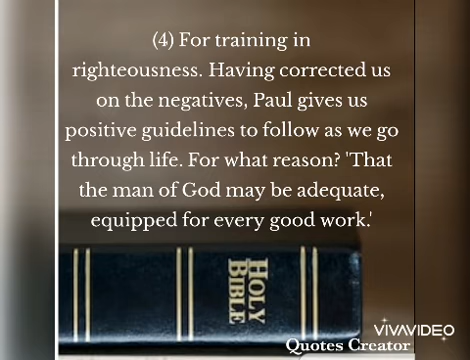 (4) For training in
righteousness. Having corrected us
on the negatives, Paul gives us
positive guidelines to follow as we go
through life. For what reason? 'That
the man of God may be adequate,
equipped for every good work.'
HOLY
BIBLE
VIVAVIDEO
Quotes Creator